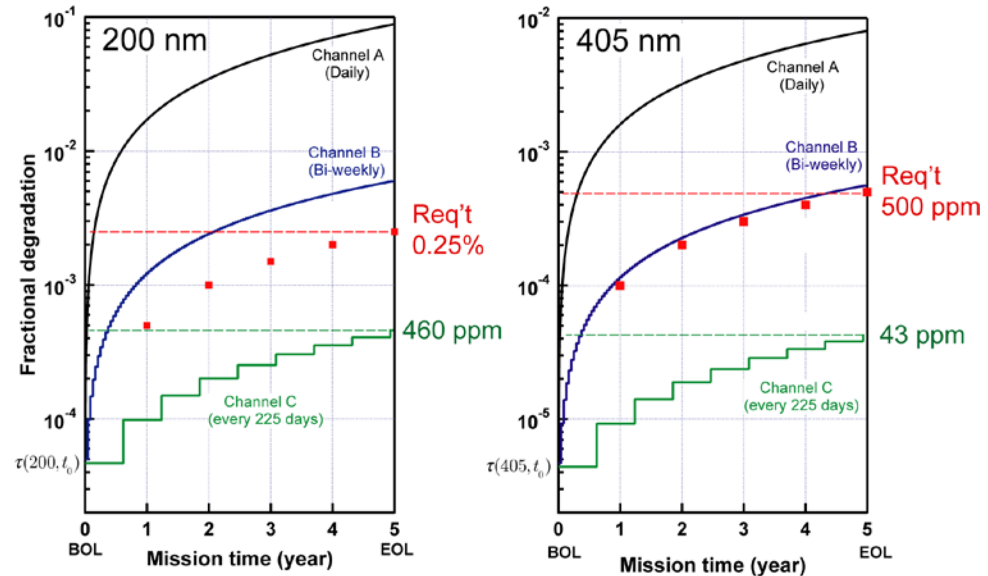 200 nm
Channel A
(Daily)
Channel B
(Bi-weekly)
Req't
0.25%
460 ppm
Channel C
(every 225 days)
τ(200, t₀)
10⁻¹
10⁻²
10⁻³
10⁻⁴
Fractional degradation
0 1 2 3 4 5
BOL EOL
Mission time (year)
405 nm
Channel A
(Daily)
Channel B
(Bi-weekly)
Req't
500 ppm
43 ppm
Channel C
(every 225 days)
τ(405, t₀)
10⁻²
10⁻³
10⁻⁴
10⁻⁵
0 1 2 3 4 5
BOL EOL
Mission time (year)